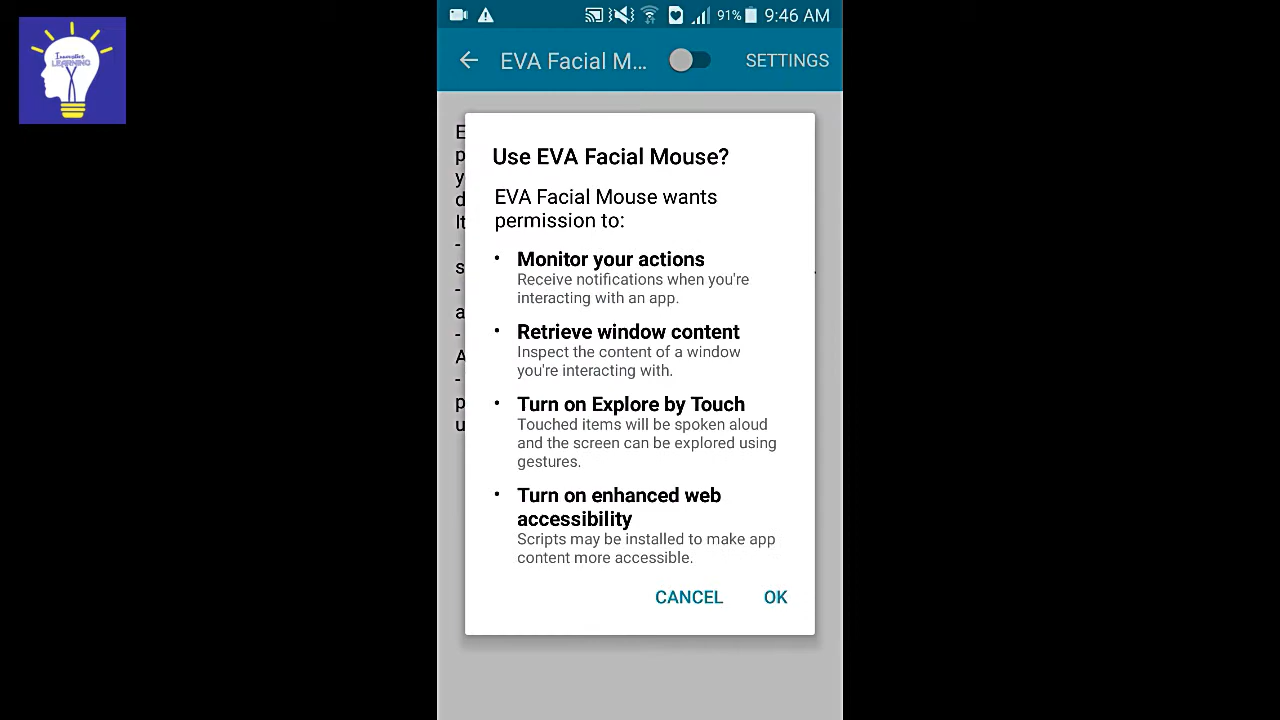 Innovative
LEARNING
91% 9:46 AM
EVA Facial M... SETTINGS
Use EVA Facial Mouse?
EVA Facial Mouse wants
permission to:
• Monitor your actions
Receive notifications when you're
interacting with an app.
• Retrieve window content
Inspect the content of a window
you're interacting with.
• Turn on Explore by Touch
Touched items will be spoken aloud
and the screen can be explored using
gestures.
• Turn on enhanced web
accessibility
Scripts may be installed to make app
content more accessible.
CANCEL OK
E
p
y
d
It
-
s
-
a
-
A
-
p
u